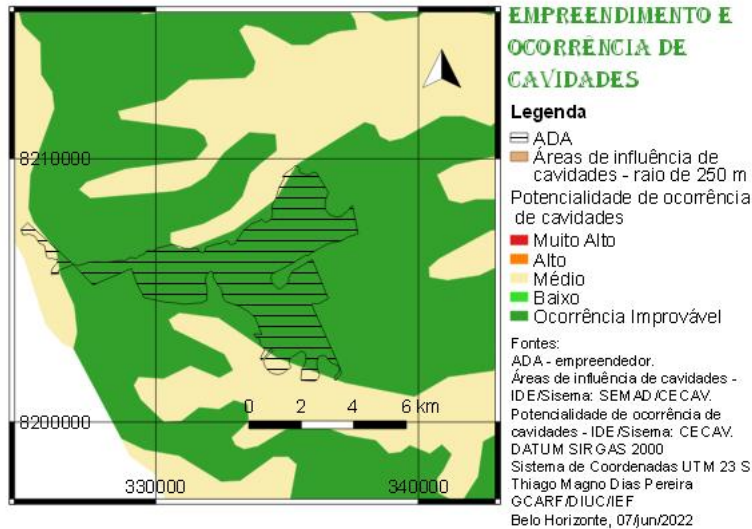 EMPREENDIMENTO E
OCORRÊNCIA DE
CAVIDADES
Legenda
ADA
Áreas de influência de
cavidades - raio de 250 m
Potencialidade de ocorrência
de cavidades
Muito Alto
Alto
Médio
Baixo
Ocorrência Improvável
Fontes:
ADA - empreendedor.
Áreas de influência de cavidades -
IDE/Sisema: SEMAD/CECAV.
Potencialidade de ocorrência de
cavidades - IDE/Sisema: CECAV.
DATUM SIRGAS 2000
Sistema de Coordenadas UTM 23 S
Thiago Magno Dias Pereira
GCARF/DIUC/IEF
Belo Horizonte, 07/jun/2022
8210000
8200000
0 2 4 6 km
330000 340000